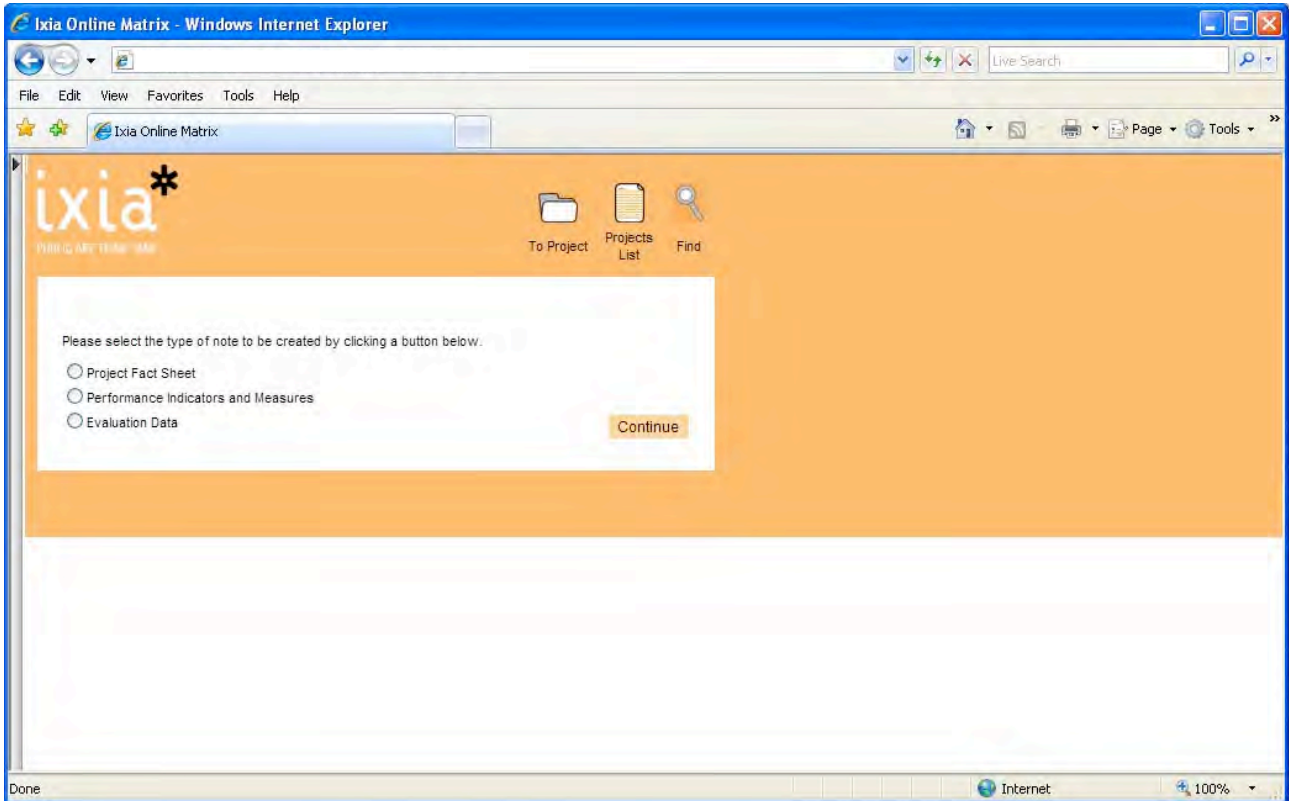 Ixia Online Matrix - Windows Internet Explorer
Live Search
File Edit View Favorites Tools Help
Ixia Online Matrix
Page Tools »
ixia*
To Project
Projects List
Find
Please select the type of note to be created by clicking a button below.
Project Fact Sheet
Performance Indicators and Measures
Evaluation Data
Continue
Done
Internet
100%